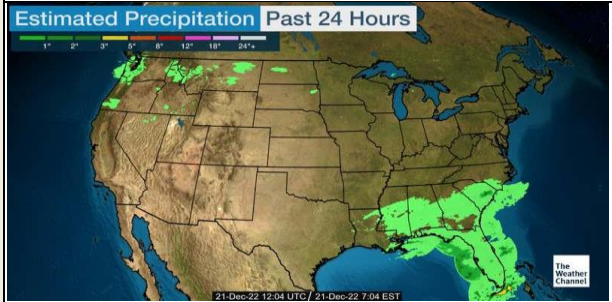 Estimated Precipitation Past 24 Hours
1" 2" 3" 5" 8" 12" 18" 24"+
The
Weather
Channel
21-Dec-22 12:04 UTC / 21-Dec-22 7:04 EST